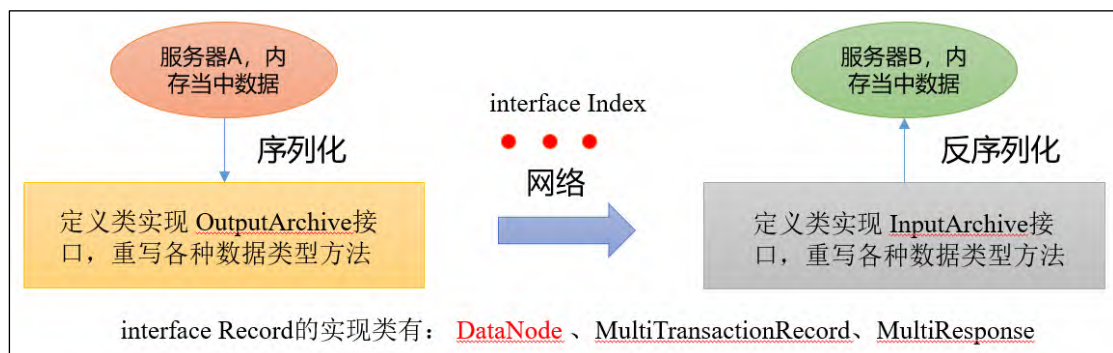 服务器A，内
存当中数据
服务器B，内
存当中数据
interface Index
序列化
网络
反序列化
定义类实现 OutputArchive接
口，重写各种数据类型方法
定义类实现 InputArchive接
口，重写各种数据类型方法
interface Record的实现类有： DataNode 、MultiTransactionRecord、MultiResponse